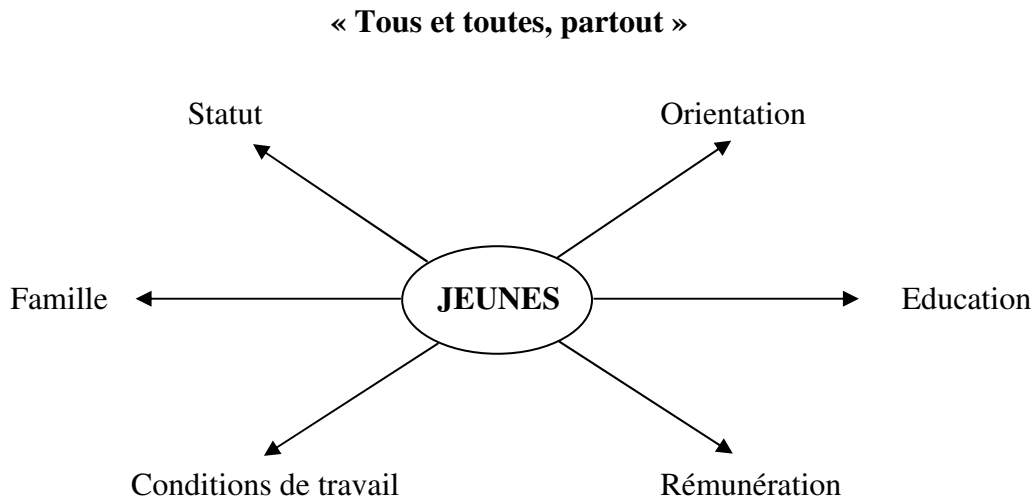 « Tous et toutes, partout »
Statut
Orientation
Famille
JEUNES
Education
Conditions de travail
Rémunération